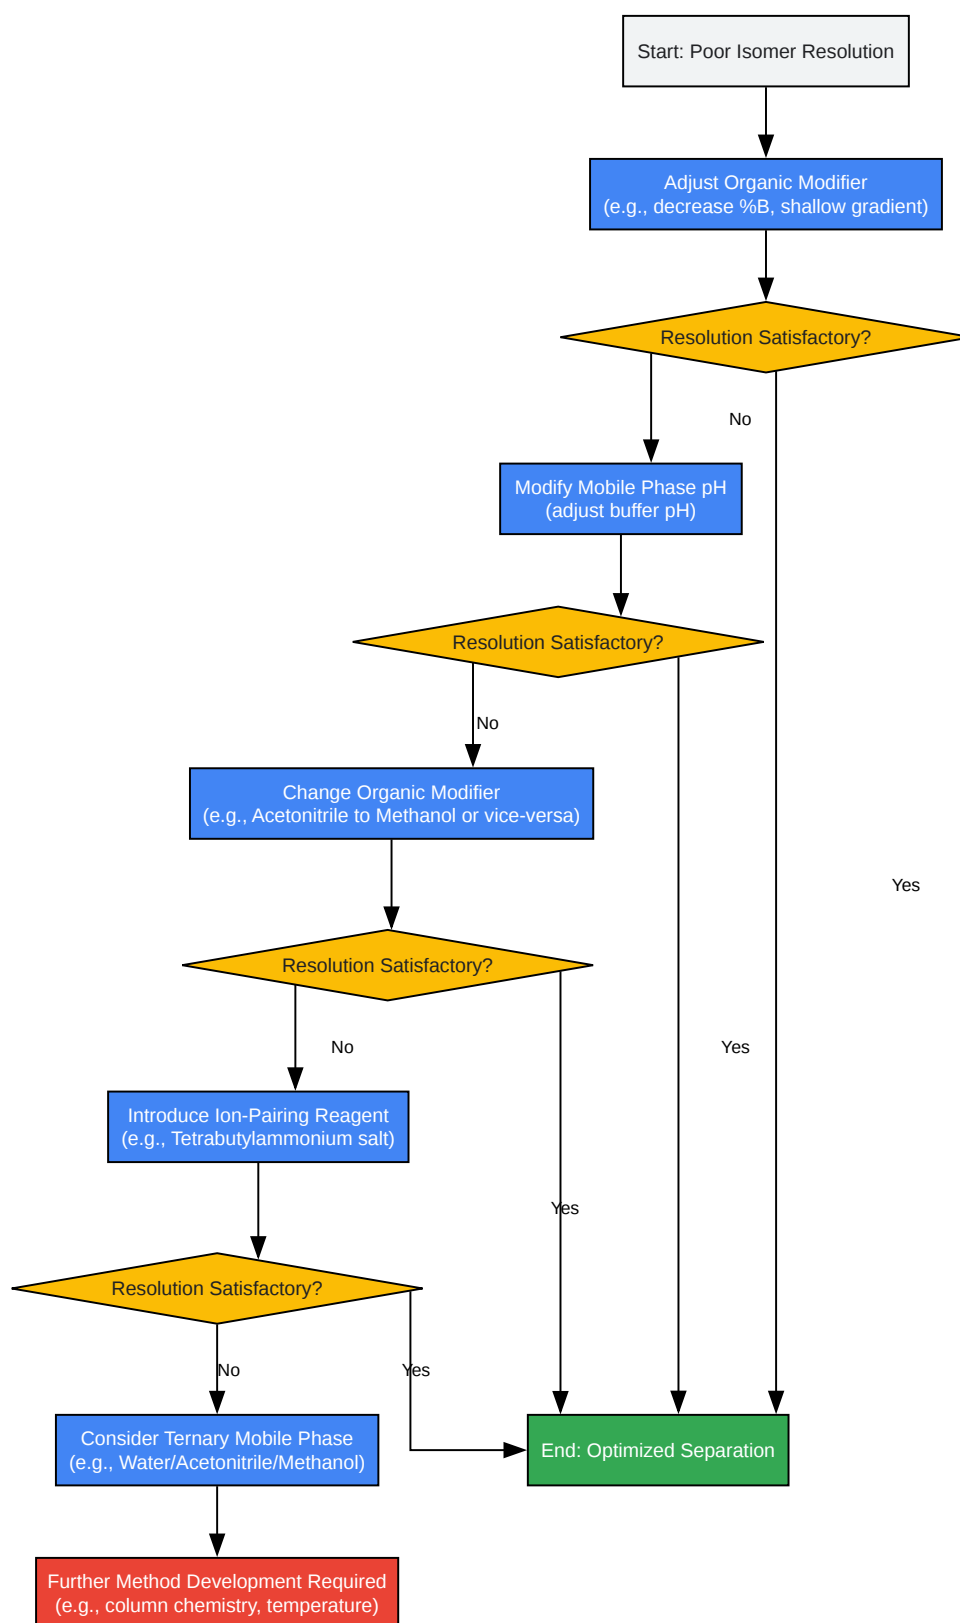 Start: Poor Isomer Resolution
Adjust Organic Modifier
(e.g., decrease %B, shallow gradient)
Resolution Satisfactory?
No
Modify Mobile Phase pH
(adjust buffer pH)
Resolution Satisfactory?
No
Change Organic Modifier
(e.g., Acetonitrile to Methanol or vice-versa)
Yes
Resolution Satisfactory?
No
Yes
Introduce Ion-Pairing Reagent
(e.g., Tetrabutylammonium salt)
Yes
Resolution Satisfactory?
No
Yes
Consider Ternary Mobile Phase
(e.g., Water/Acetonitrile/Methanol)
End: Optimized Separation
Further Method Development Required
(e.g., column chemistry, temperature)